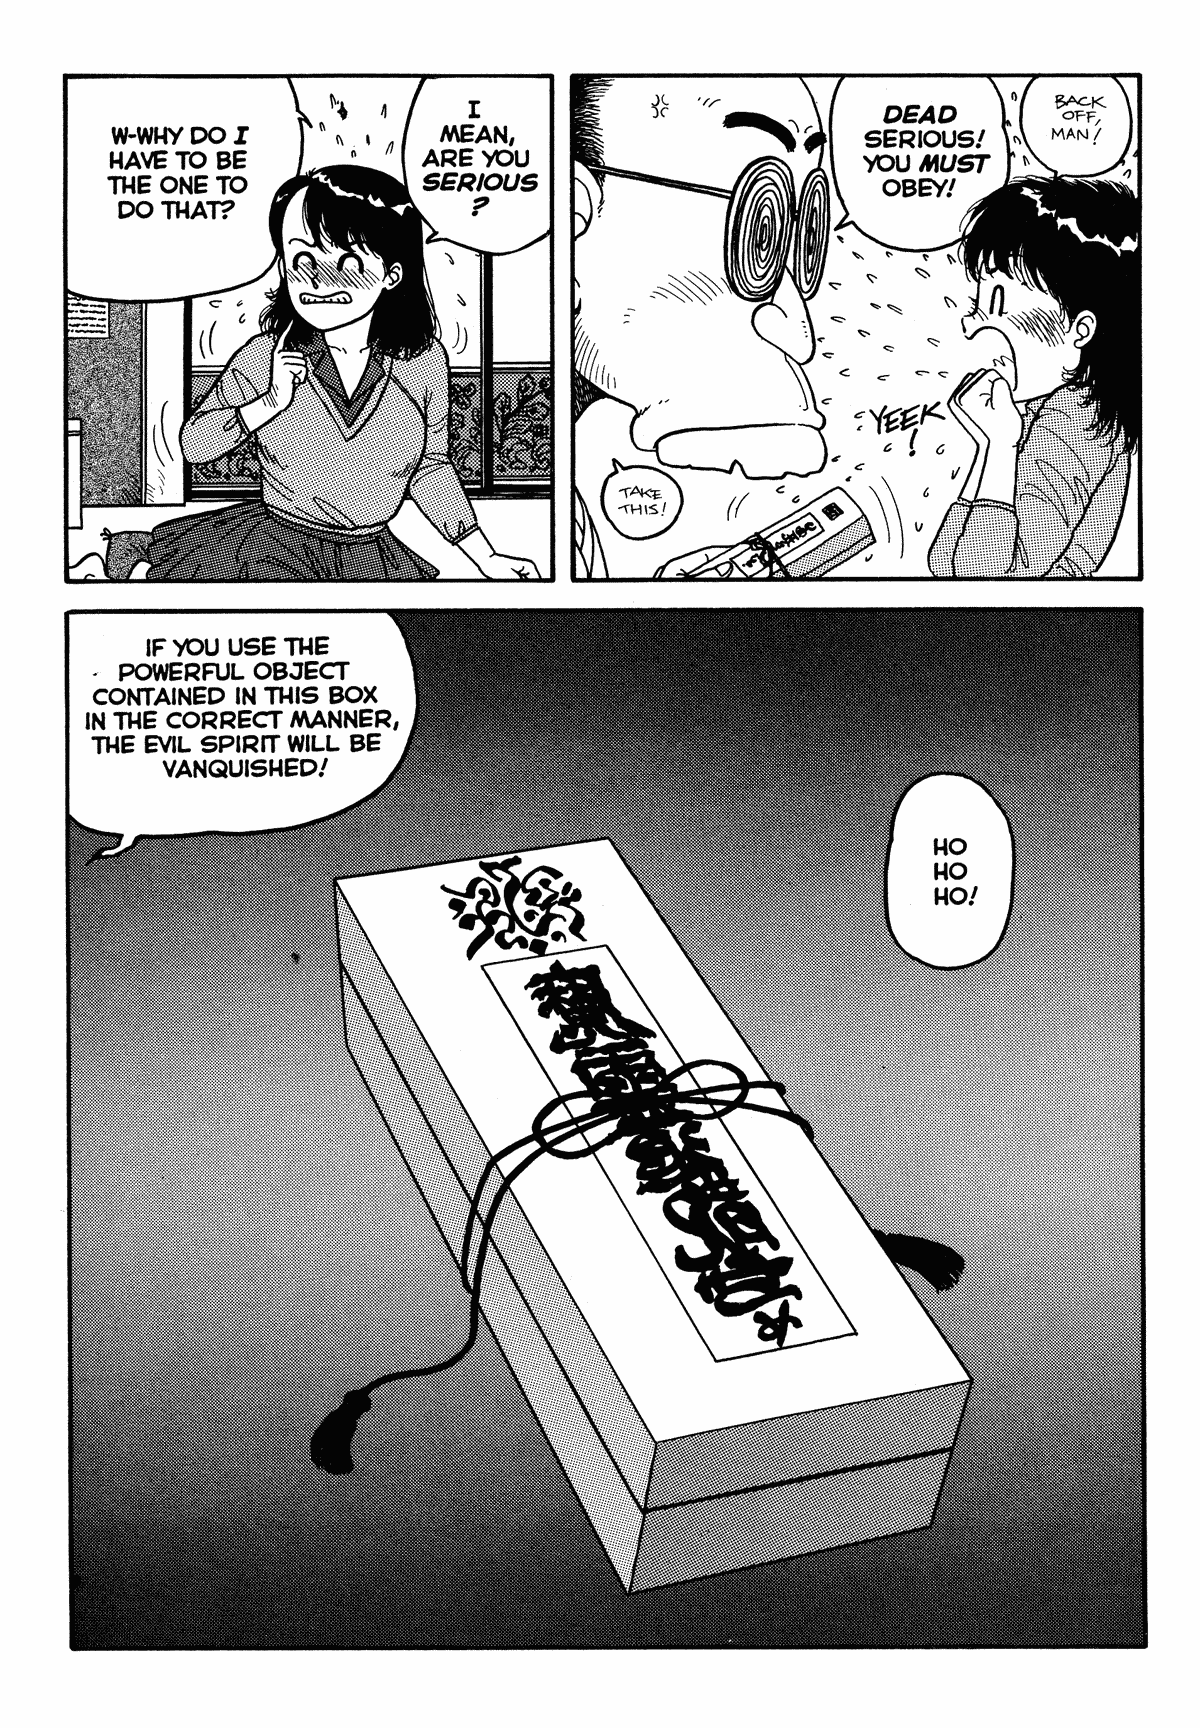 W-WHY DO I
HAVE TO BE
THE ONE TO
DO THAT?
I
MEAN,
ARE YOU
SERIOUS
?
DEAD
SERIOUS!
YOU MUST
OBEY!
BACK
OFF,
MAN!
YEEK
!
TAKE
THIS!
IF YOU USE THE
POWERFUL OBJECT
CONTAINED IN THIS BOX
IN THE CORRECT MANNER,
THE EVIL SPIRIT WILL BE
VANQUISHED!
HO
HO
HO!